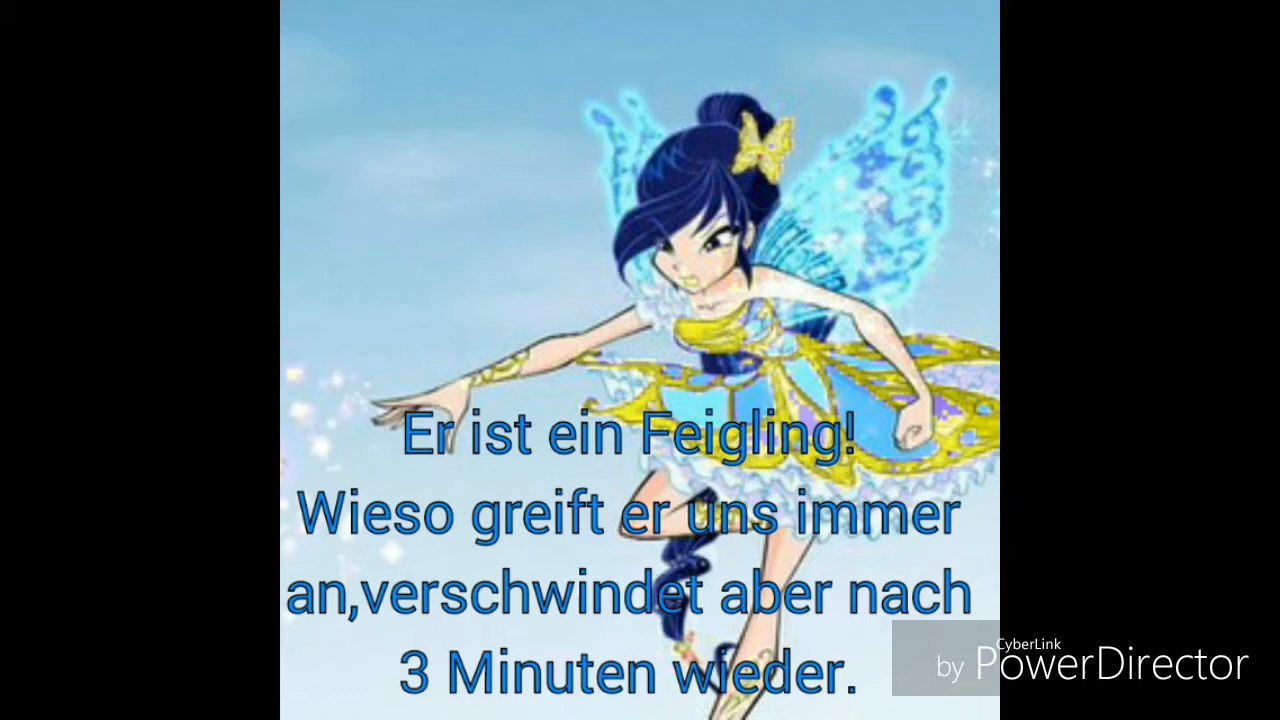 Er ist ein Feigling!
Wieso greift er uns immer
an,verschwindet aber nach
3 Minuten wieder.
CyberLink
by PowerDirector